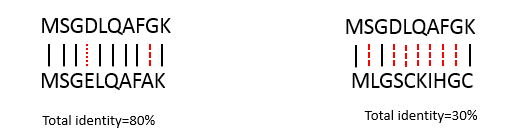 MSGDLQAFGK
MSGELQAFAK
Total identity=80%
MSGDLQAFGK
MLGSCKIHGC
Total identity=30%